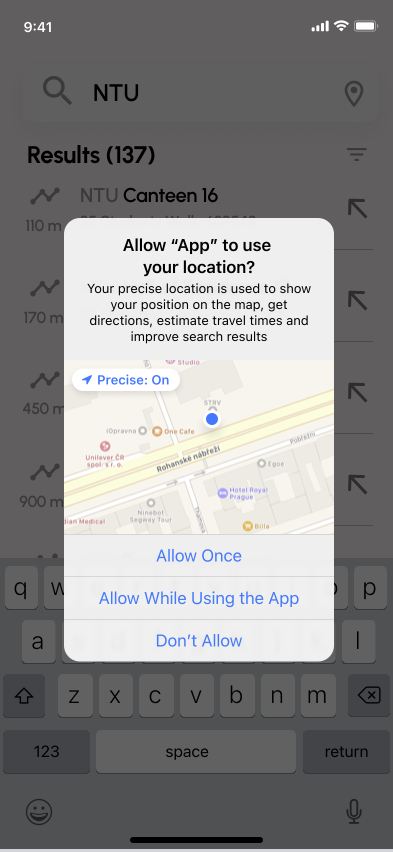 9:41
NTU
Results (137)
NTU Canteen 16
110 m
170 m
450 m
900 m
Allow “App” to use
your location?
Your precise location is used to show
your position on the map, get
directions, estimate travel times and
improve search results
Studio
Precise: On
STRV
iOpravna
One Cafe
Pobřežní
Unilever ČR
spol. s r. o.
Rohanské nábřeží
Egoé
Hotel Royal
Prague
Ninebot
Segway Tour
Thámova
dian Medical
Billa
Allow Once
Allow While Using the App
Don’t Allow
q w p
a l
z x c v b n m
123 space return